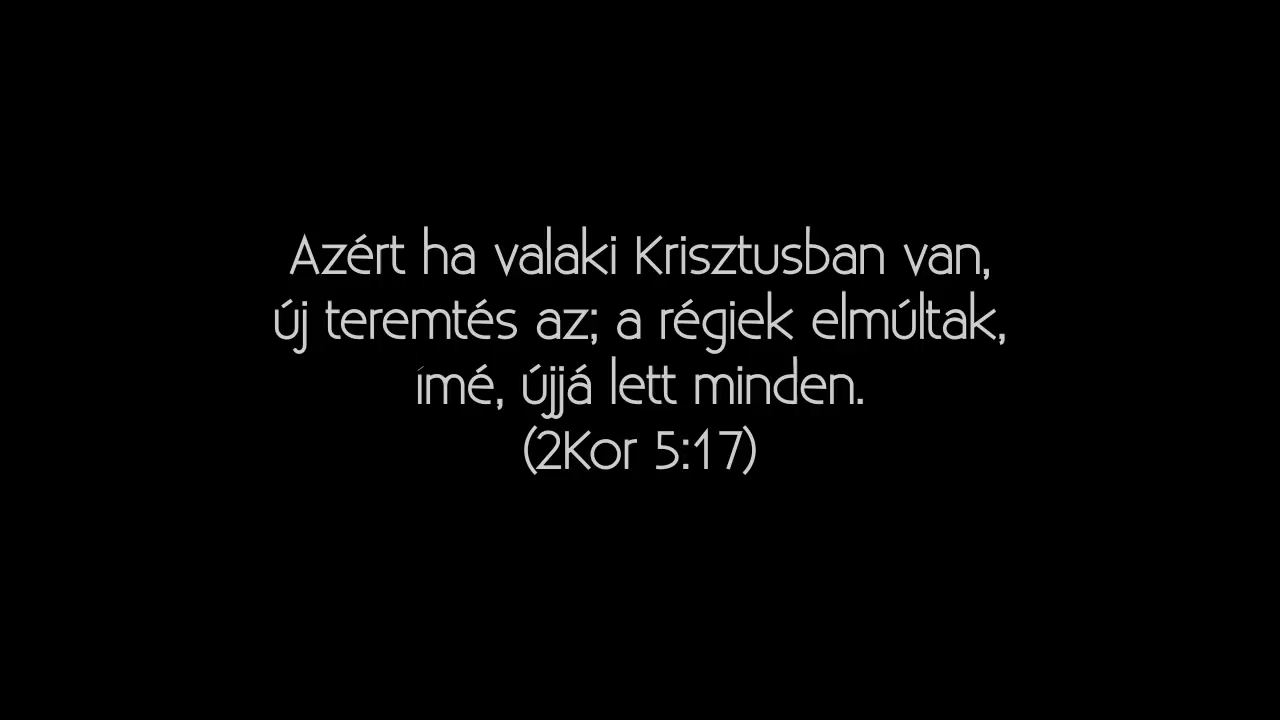 Azért ha valaki Krisztusban van,
új teremtés az; a régiek elmúltak,
ímé, újjá lett minden.
(2Kor 5:17)